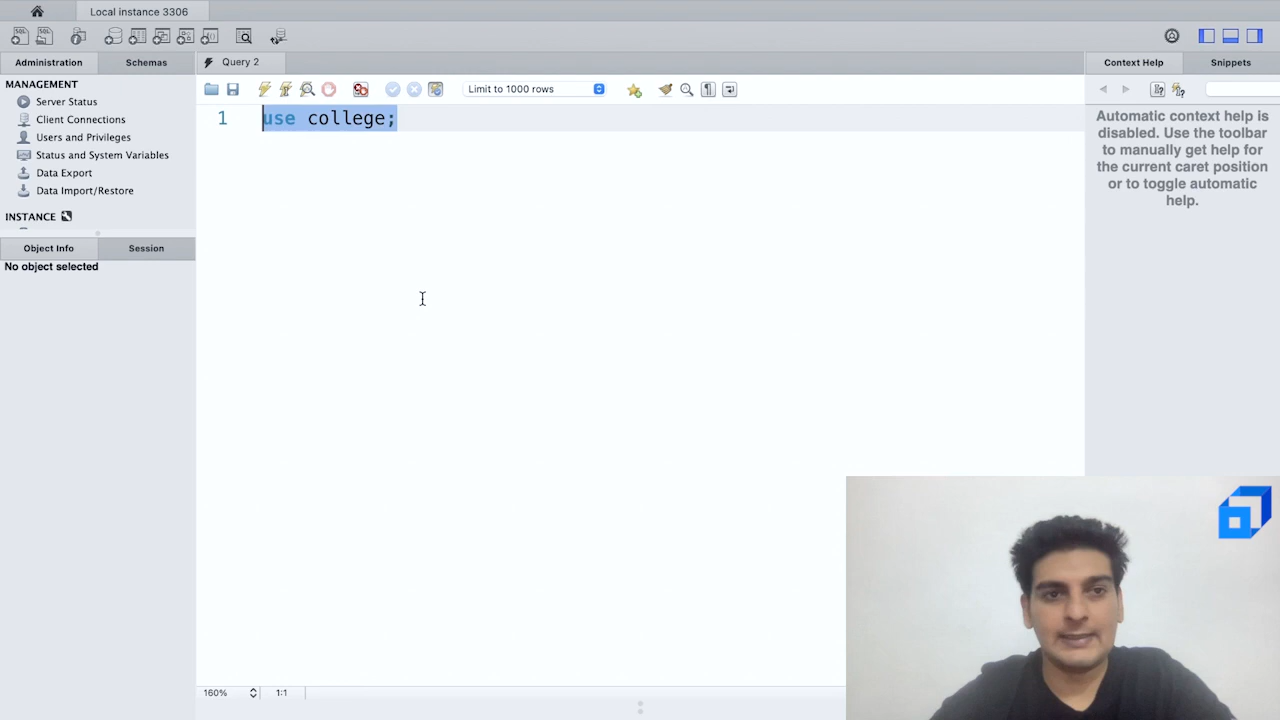 Local instance 3306
Administration
Schemas
Query 2
Context Help
Snippets
MANAGEMENT
Server Status
Client Connections
Users and Privileges
Status and System Variables
Data Export
Data Import/Restore
INSTANCE
Object Info
Session
No object selected
Limit to 1000 rows
1 use college;
Automatic context help is
disabled. Use the toolbar
to manually get help for
the current caret position
or to toggle automatic
help.
160%
1:1